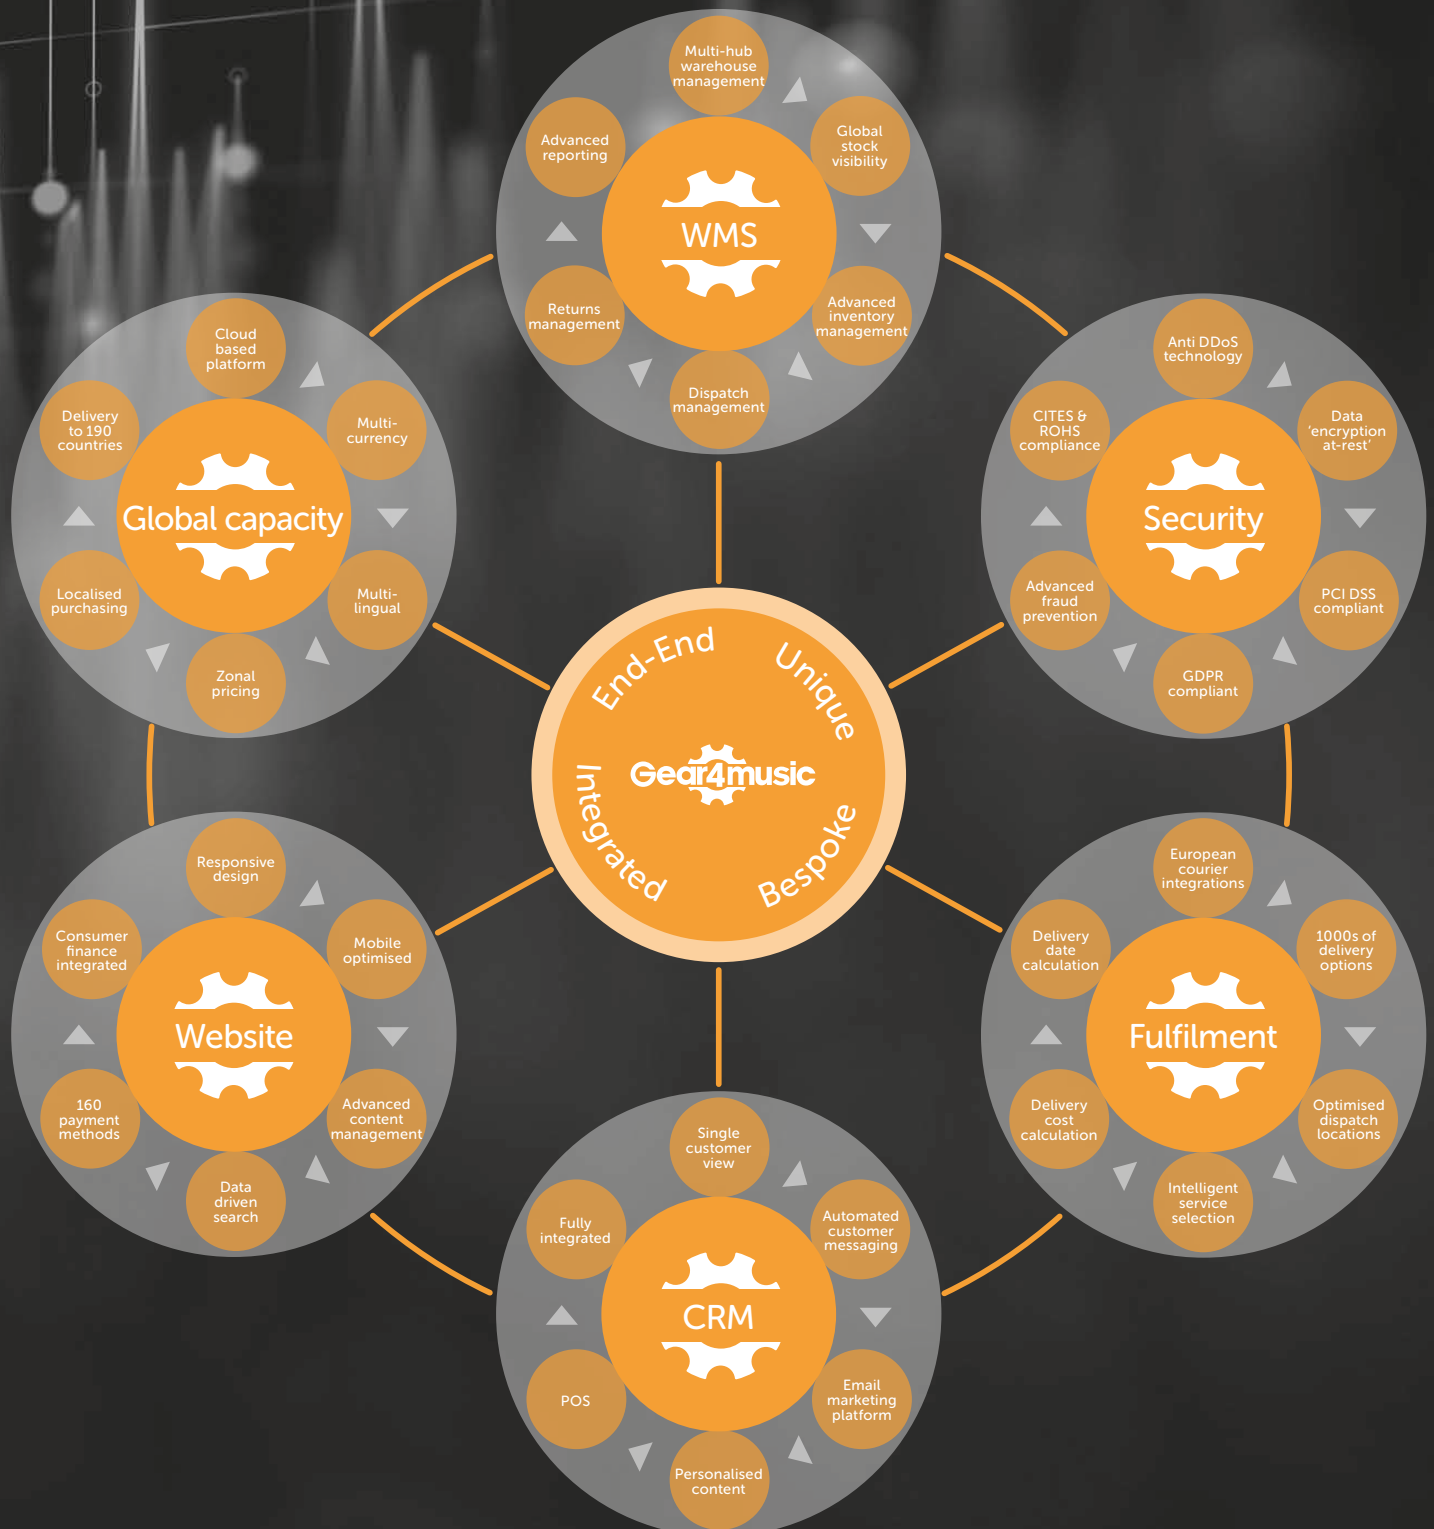 Multi-hub
warehouse
management
Global
stock
visibility
Advanced
inventory
management
Dispatch
management
Returns
management
Advanced
reporting
WMS
Anti DDoS
technology
Data
'encryption
at-rest'
PCI DSS
compliant
GDPR
compliant
Advanced
fraud
prevention
CITES &
ROHS
compliance
Security
European
courier
integrations
1000s of
delivery
options
Optimised
dispatch
locations
Intelligent
service
selection
Delivery
cost
calculation
Delivery
date
calculation
Fulfilment
Single
customer
view
Automated
customer
messaging
Email
marketing
platform
Personalised
content
POS
Fully
integrated
CRM
Responsive
design
Mobile
optimised
Advanced
content
management
Data
driven
search
160
payment
methods
Consumer
finance
integrated
Website
Cloud
based
platform
Multi-
currency
Multi-
lingual
Zonal
pricing
Localised
purchasing
Delivery
to 190
countries
Global capacity
End-End
Unique
Bespoke
Integrated
Gear4music